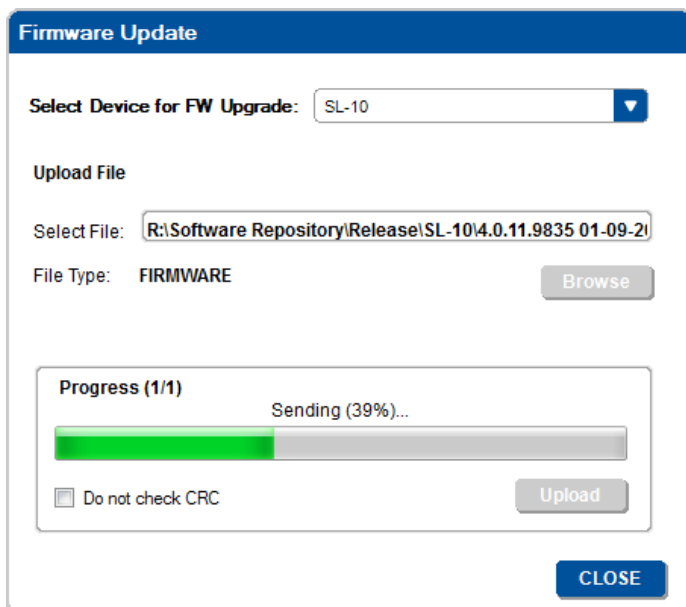 Firmware Update
Select Device for FW Upgrade: SL-10
Upload File
Select File: R:\Software Repository\Release\SL-10\4.0.11.9835 01-09-20
File Type: FIRMWARE
Browse
Progress (1/1)
Sending (39%)...
Do not check CRC
Upload
CLOSE